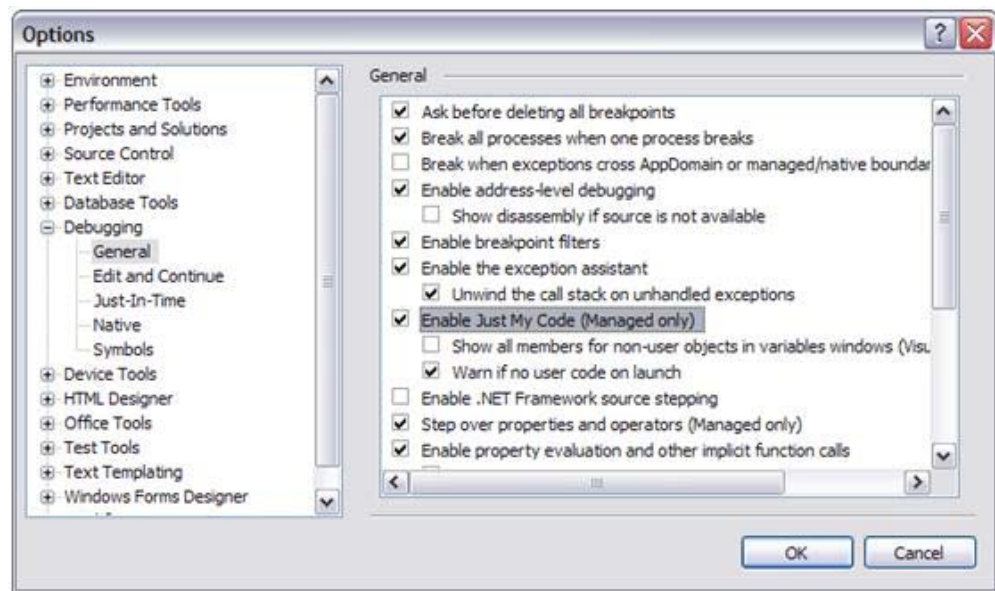 Options
Environment
Performance Tools
Projects and Solutions
Source Control
Text Editor
Database Tools
Debugging
General
Edit and Continue
Just-In-Time
Native
Symbols
Device Tools
HTML Designer
Office Tools
Test Tools
Text Templating
Windows Forms Designer
General
Ask before deleting all breakpoints
Break all processes when one process breaks
Break when exceptions cross AppDomain or managed/native boundar
Enable address-level debugging
Show disassembly if source is not available
Enable breakpoint filters
Enable the exception assistant
Unwind the call stack on unhandled exceptions
Enable Just My Code (Managed only)
Show all members for non-user objects in variables windows (Visu
Warn if no user code on launch
Enable .NET Framework source stepping
Step over properties and operators (Managed only)
Enable property evaluation and other implicit function calls
OK
Cancel